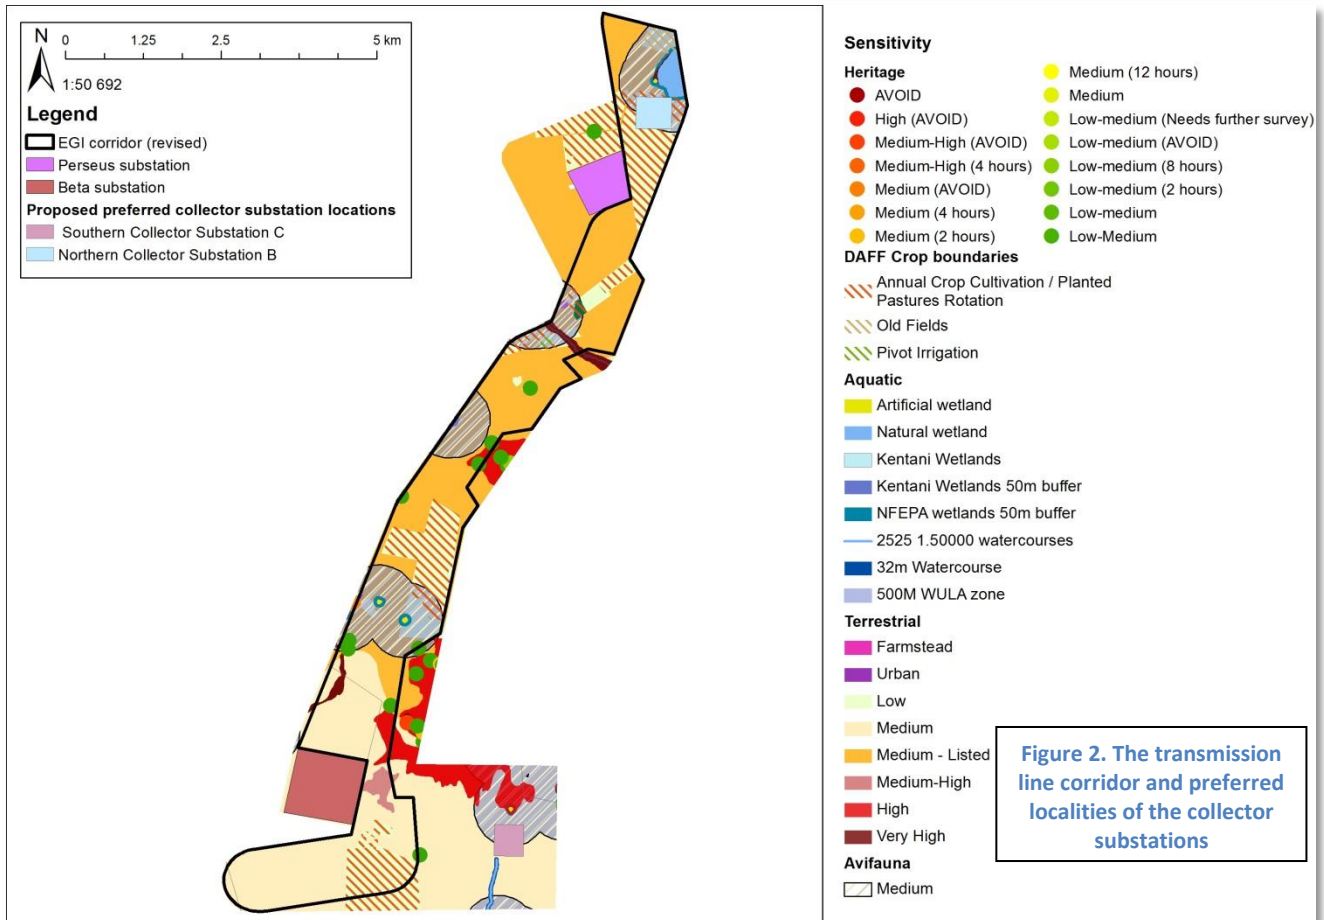 N
0 1.25 2.5 5 km
1:50 692
Legend
EGI corridor (revised)
Perseus substation
Beta substation
Proposed preferred collector substation locations
Southern Collector Substation C
Northern Collector Substation B
Sensitivity
Heritage
AVOID
High (AVOID)
Medium-High (AVOID)
Medium-High (4 hours)
Medium (AVOID)
Medium (4 hours)
Medium (2 hours)
Medium (12 hours)
Medium
Low-medium (Needs further survey)
Low-medium (AVOID)
Low-medium (8 hours)
Low-medium (2 hours)
Low-medium
Low-Medium
DAFF Crop boundaries
Annual Crop Cultivation / Planted
Pastures Rotation
Old Fields
Pivot Irrigation
Aquatic
Artificial wetland
Natural wetland
Kentani Wetlands
Kentani Wetlands 50m buffer
NFEPA wetlands 50m buffer
2525 1.50000 watercourses
32m Watercourse
500M WULA zone
Terrestrial
Farmstead
Urban
Low
Medium
Medium - Listed
Medium-High
High
Very High
Avifauna
Medium
Figure 2. The transmission
line corridor and preferred
localities of the collector
substations